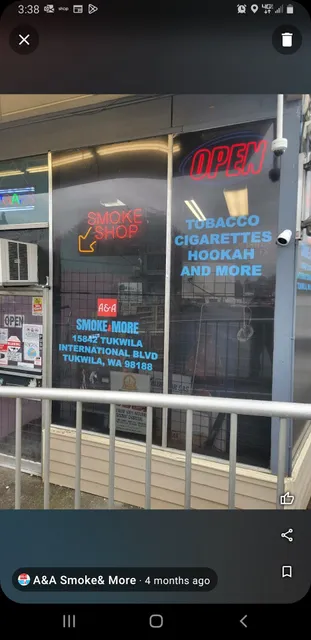 3:38
OPEN
SMOKE
SHOP
TOBACCO
CIGARETTES
HOOKAH
AND MORE
A&A
SMOKE & MORE
15842 TUKWILA
INTERNATIONAL BLVD
TUKWILA, WA 98188
OPEN
A&A Smoke& More · 4 months ago